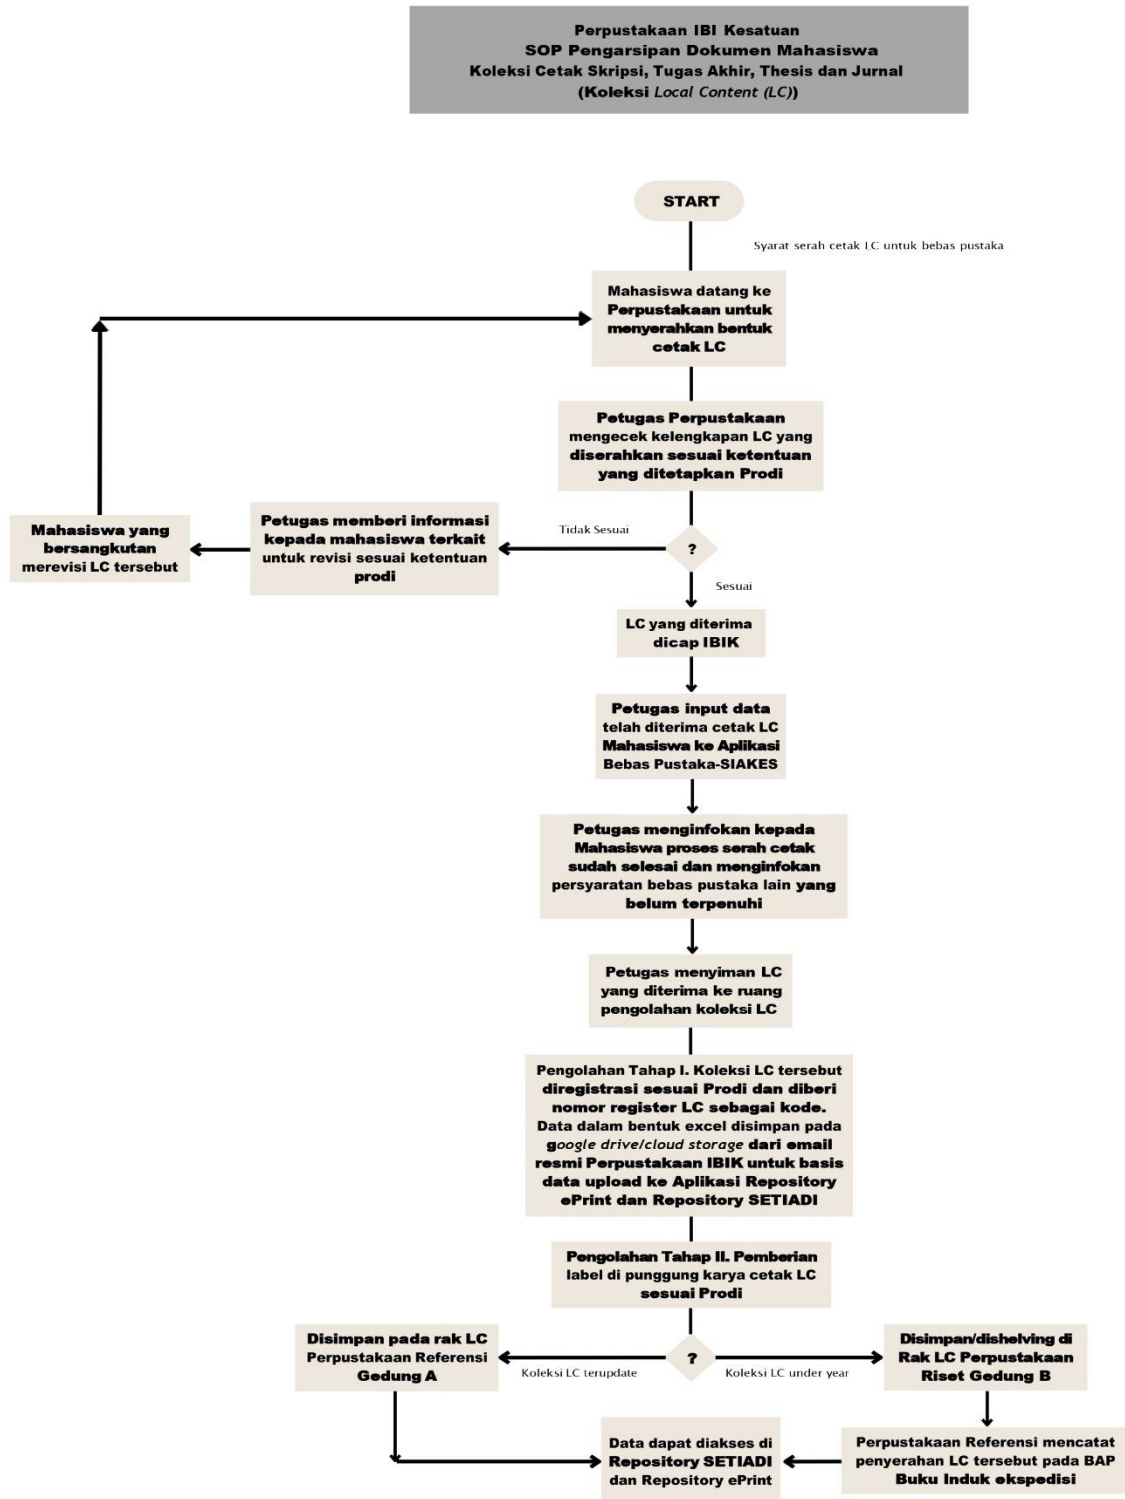 Perpustakaan IBI Kesatuan
SOP Pengarsipan Dokumen Mahasiswa
Koleksi Cetak Skripsi, Tugas Akhir, Thesis dan Jurnal
(Koleksi Local Content (LC))
START
Syarat serah cetak LC untuk bebas pustaka
Mahasiswa datang ke
Perpustakaan untuk
menyerahkan bentuk
cetak LC
Petugas Perpustakaan
mengecek kelengkapan LC yang
diserahkan sesuai ketentuan
yang ditetapkan Prodi
?
Tidak Sesuai
Petugas memberi informasi
kepada mahasiswa terkait
untuk revisi sesuai ketentuan
prodi
Mahasiswa yang
bersangkutan
merevisi LC tersebut
Sesuai
LC yang diterima
dicap IBIK
Petugas input data
telah diterima cetak LC
Mahasiswa ke Aplikasi
Bebas Pustaka-SIAKES
Petugas menginfokan kepada
Mahasiswa proses serah cetak
sudah selesai dan menginfokan
persyaratan bebas pustaka lain yang
belum terpenuhi
Petugas menyiman LC
yang diterima ke ruang
pengolahan koleksi LC
Pengolahan Tahap I. Koleksi LC tersebut
diregistrasi sesuai Prodi dan diberi
nomor register LC sebagai kode.
Data dalam bentuk excel disimpan pada
google drive/cloud storage dari email
resmi Perpustakaan IBIK untuk basis
data upload ke Aplikasi Repository
ePrint dan Repository SETIADI
Pengolahan Tahap II. Pemberian
label di punggung karya cetak LC
sesuai Prodi
?
Koleksi LC terupdate
Disimpan pada rak LC
Perpustakaan Referensi
Gedung A
Koleksi LC under year
Disimpan/dishelving di
Rak LC Perpustakaan
Riset Gedung B
Perpustakaan Referensi mencatat
penyerahan LC tersebut pada BAP
Buku Induk ekspedisi
Data dapat diakses di
Repository SETIADI
dan Repository ePrint